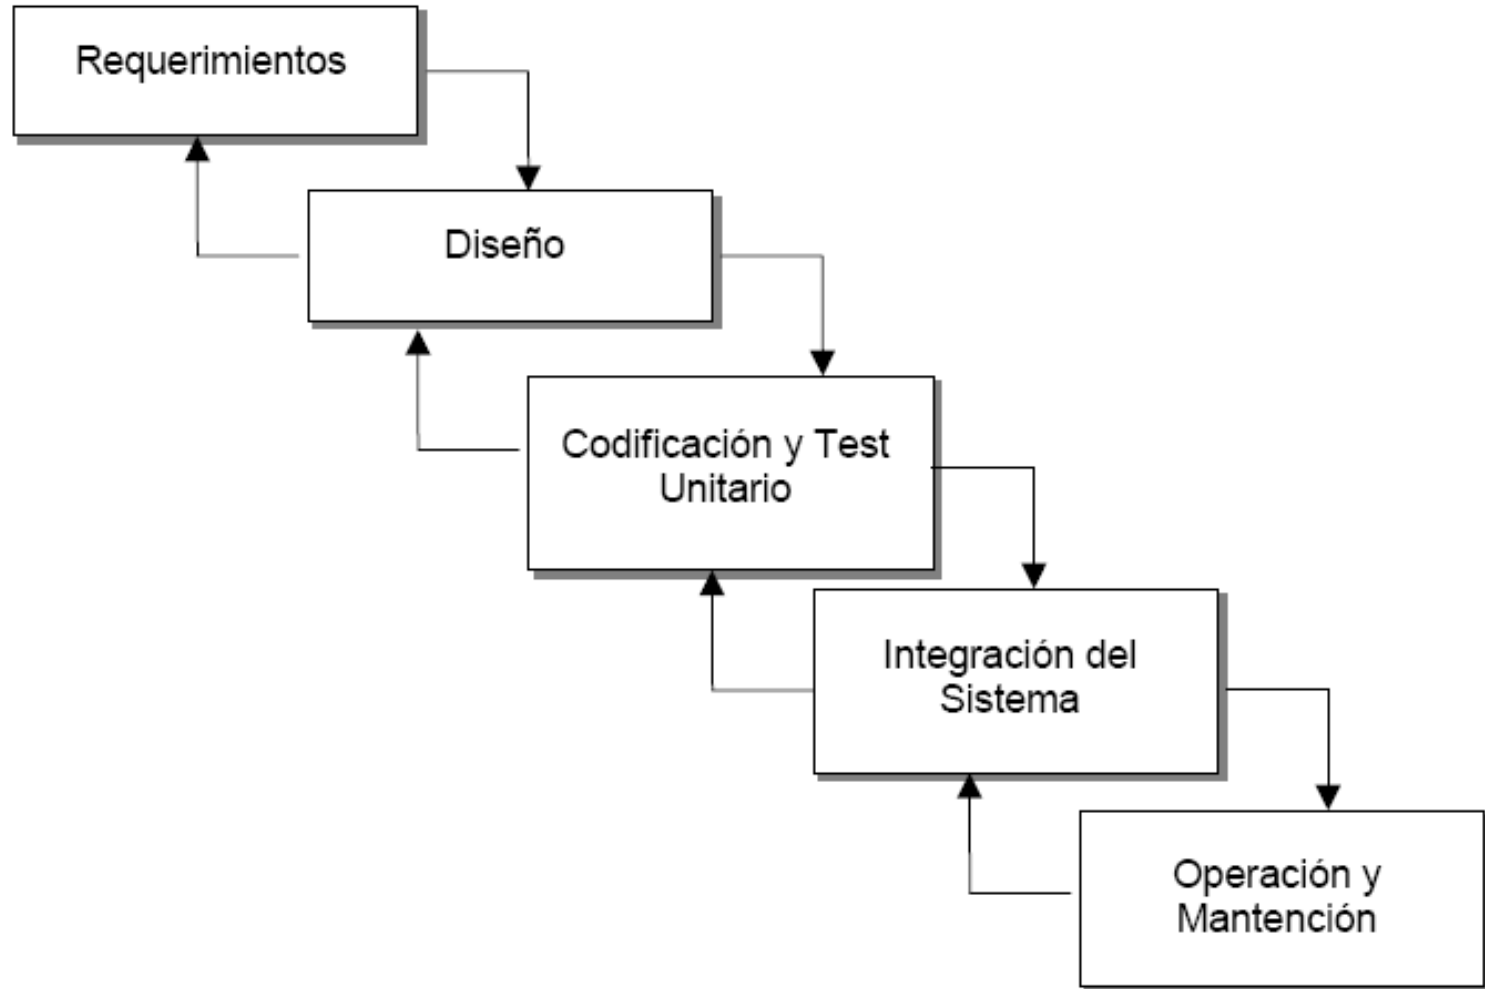 Requerimientos
Diseño
Codificación y Test
Unitario
Integración del
Sistema
Operación y
Mantención